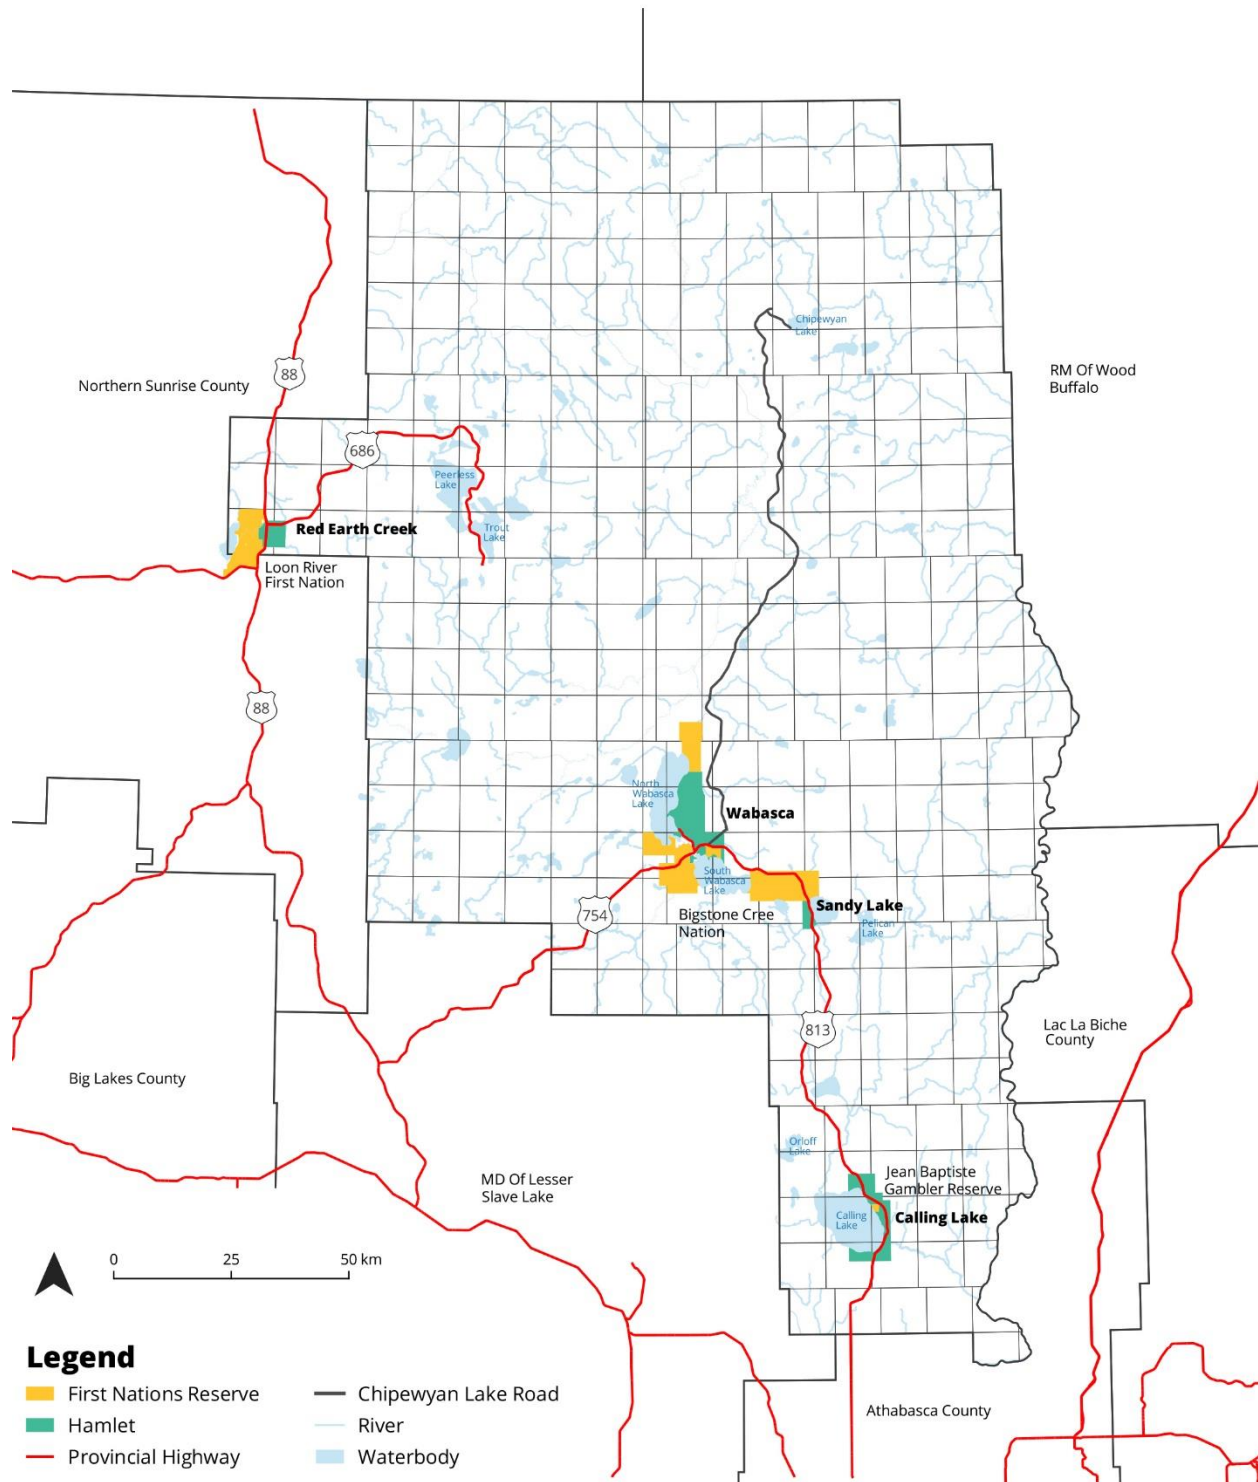 Chipewyan
Lake
RM Of Wood
Buffalo
88
Northern Sunrise County
686
Peerless
Lake
Red Earth Creek
Trout
Lake
Loon River
First Nation
88
North
Wabasca
Lake
Wabasca
South
Wabasca
Lake
Sandy Lake
754
Bigstone Cree
Nation
Pelican
Lake
813
Lac La Biche
County
Big Lakes County
Orloff
Lake
MD Of Lesser
Slave Lake
Jean Baptiste
Gambler Reserve
Calling
Lake
Calling Lake
0 25 50 km
Legend
First Nations Reserve
Hamlet
Provincial Highway
Chipewyan Lake Road
River
Waterbody
Athabasca County